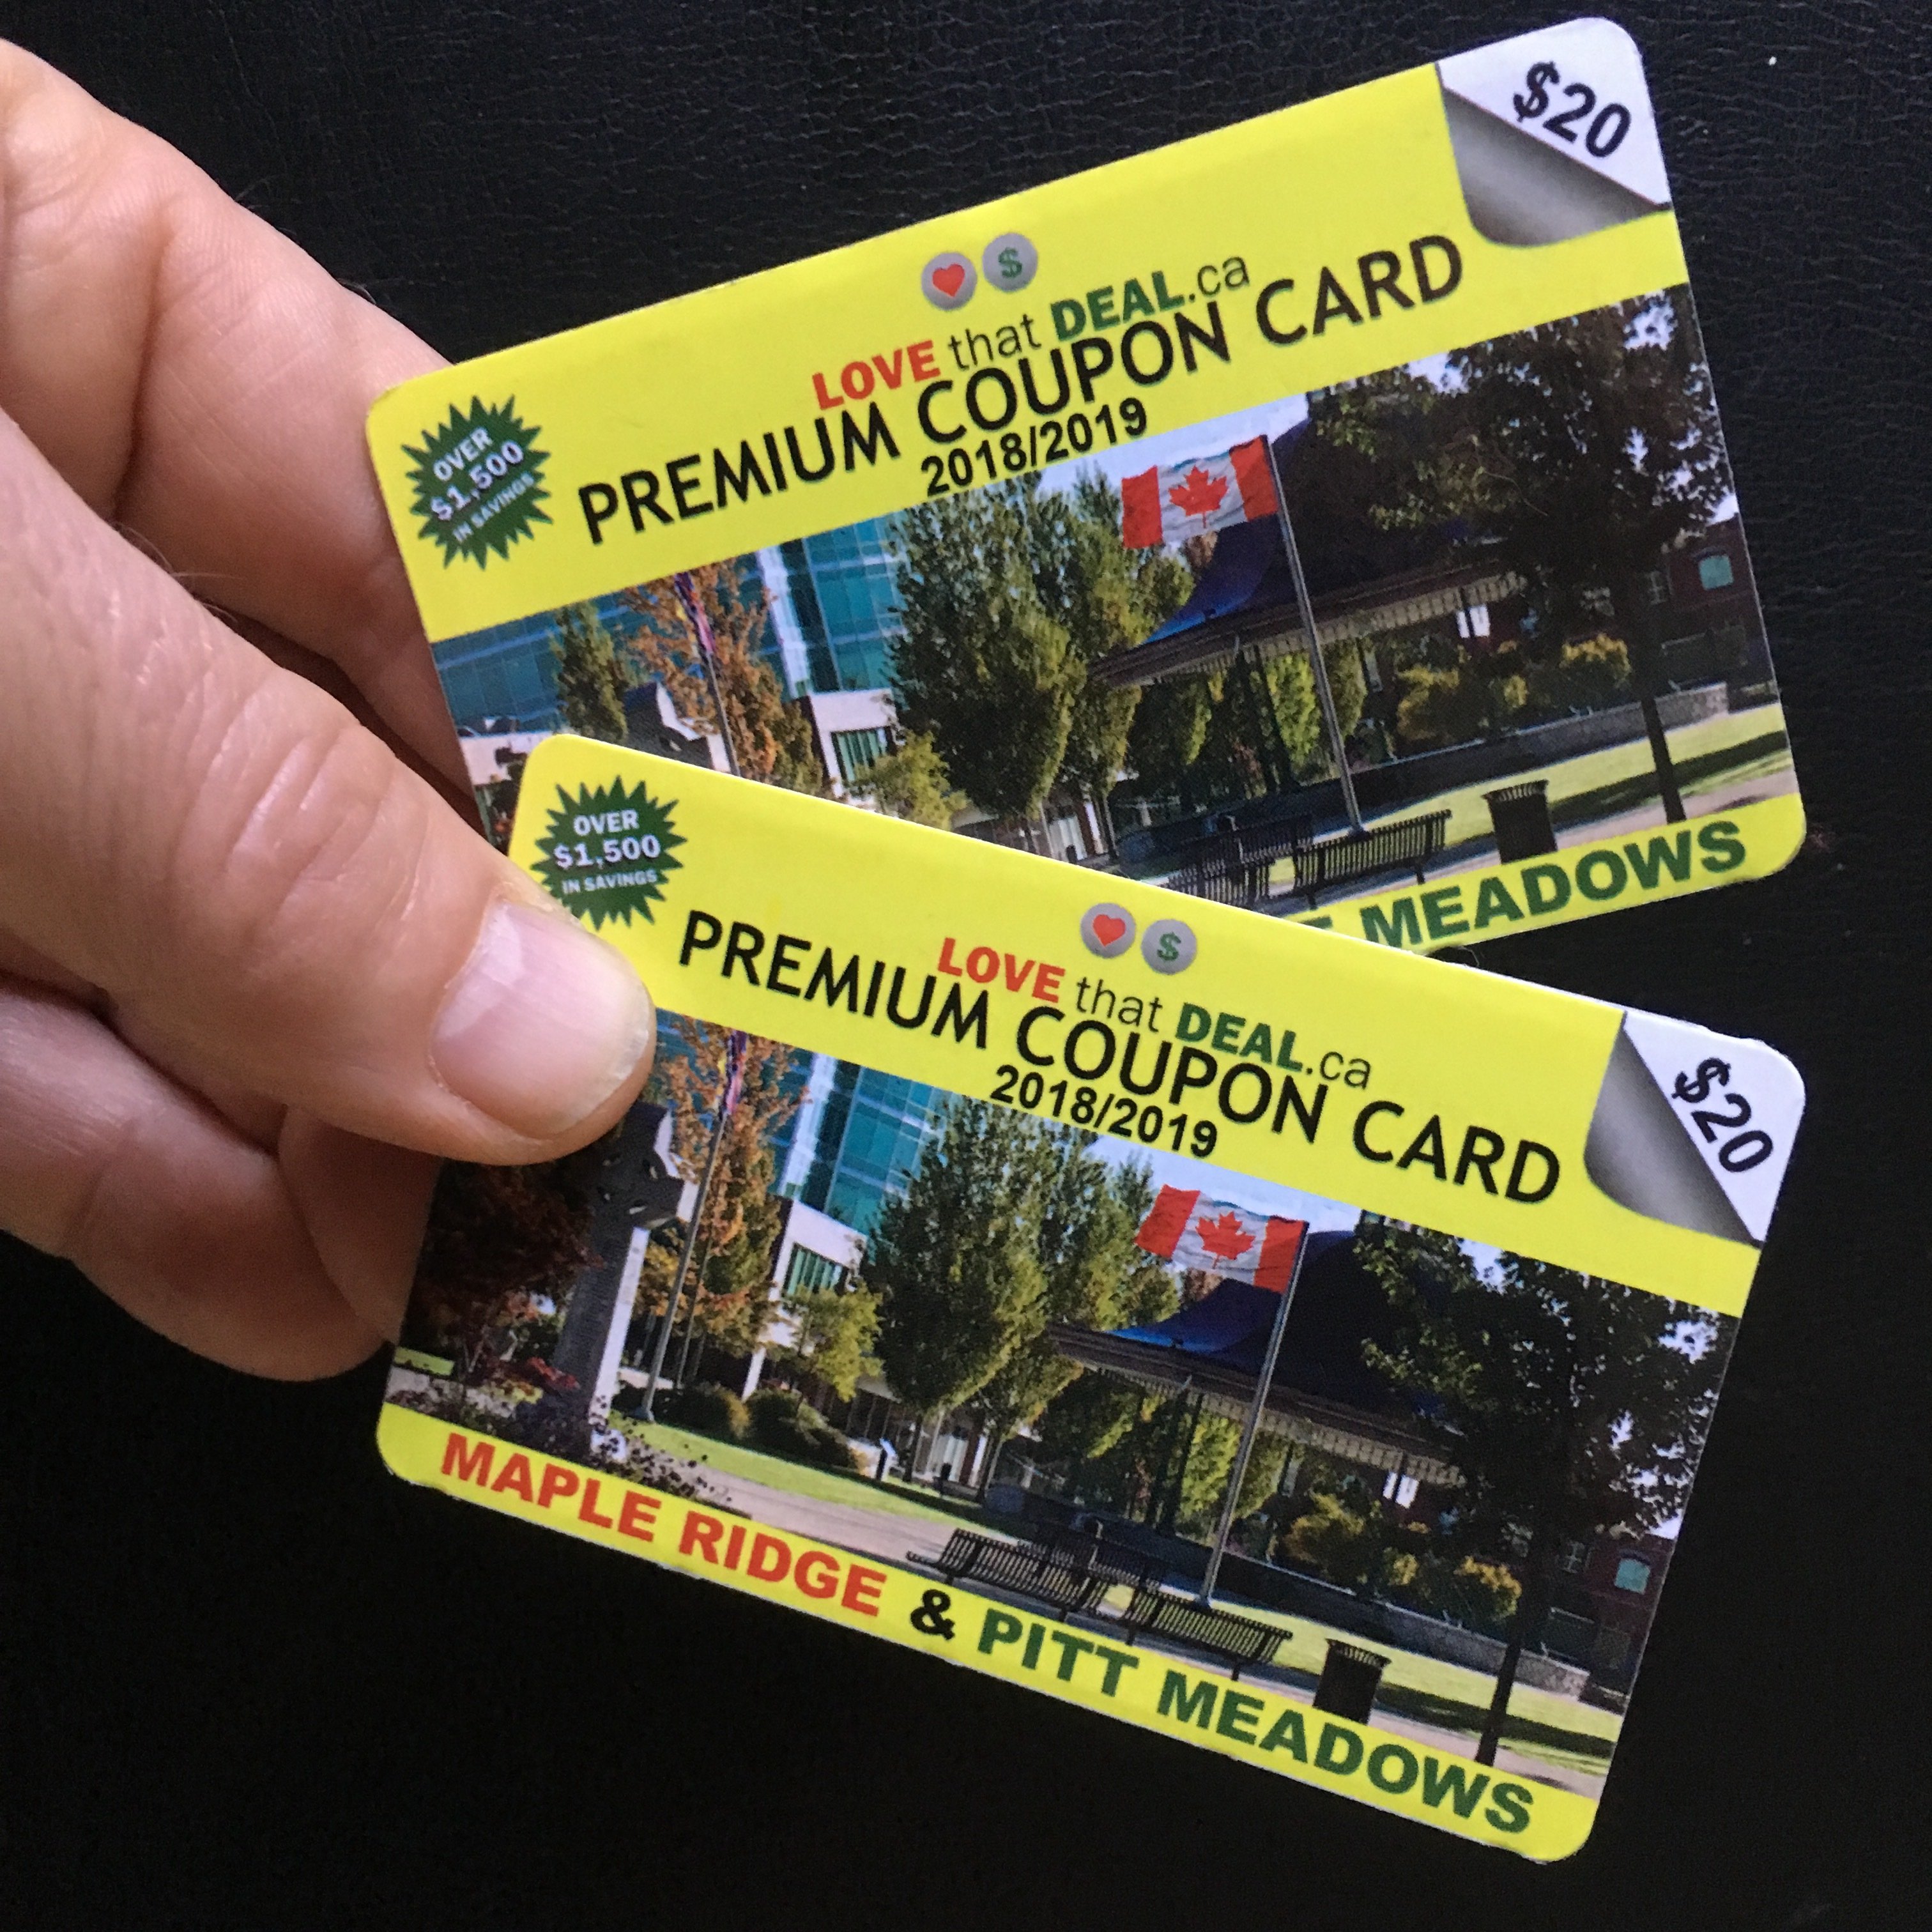 $20
LOVE that DEAL.ca
PREMIUM COUPON CARD
2018/2019
OVER
$1,500
IN SAVINGS
MEADOWS
OVER
$1,500
IN SAVINGS
$
LOVE that DEAL.ca
PREMIUM COUPON CARD
2018/2019
$20
MAPLE RIDGE & PITT MEADOWS